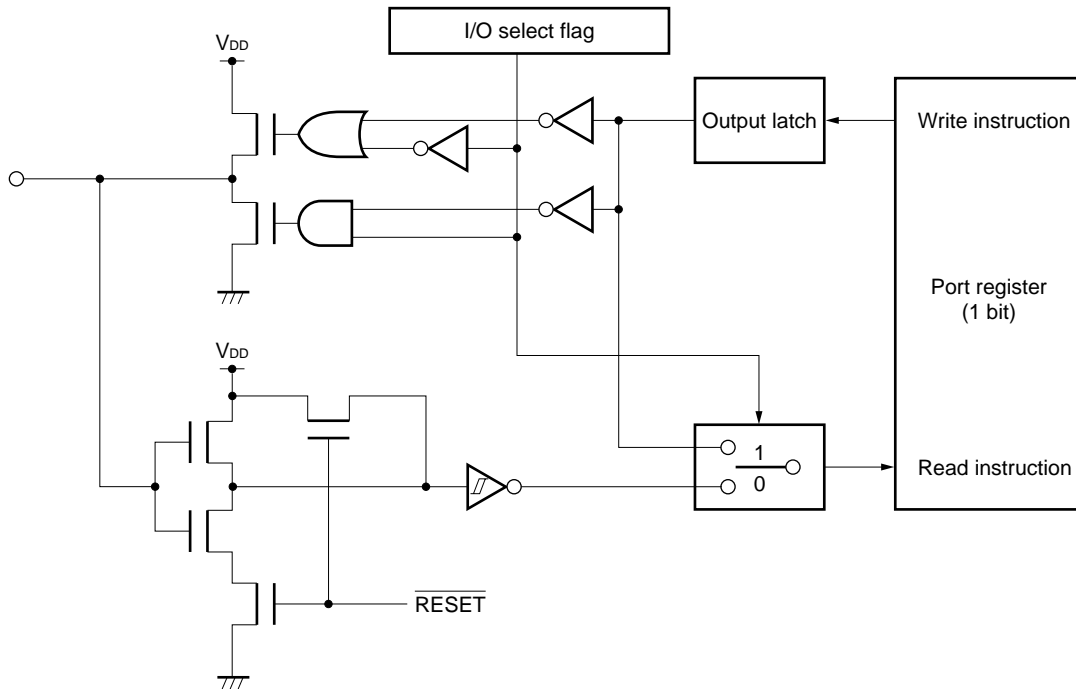 I/O select flag
VDD
Output latch
Write instruction
Port register
(1 bit)
VDD
1
0
Read instruction
RESET